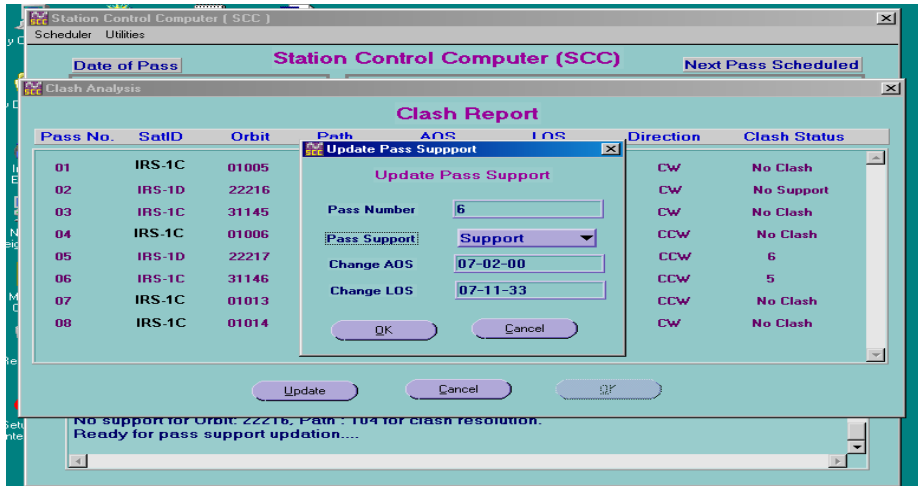 Station Control Computer ( SCC )
Scheduler Utilities
Station Control Computer (SCC)
Date of Pass
Next Pass Scheduled
Clash Analysis
Clash Report
Pass No. SatID Orbit Path AOS LOS Direction Clash Status
01 IRS-1C 01005 CW No Clash
02 IRS-1D 22216 CW No Support
03 IRS-1C 31145 CW No Clash
04 IRS-1C 01006 CCW No Clash
05 IRS-1D 22217 CCW 6
06 IRS-1C 31146 CCW 5
07 IRS-1C 01013 CCW No Clash
08 IRS-1C 01014 CW No Clash
Update Pass Suppport
Update Pass Support
Pass Number 6
Pass Support Support
Change AOS 07-02-00
Change LOS 07-11-33
OK Cancel
Update Cancel OK
No support for Orbit: 22216, Path : 104 for clash resolution.
Ready for pass support updation....